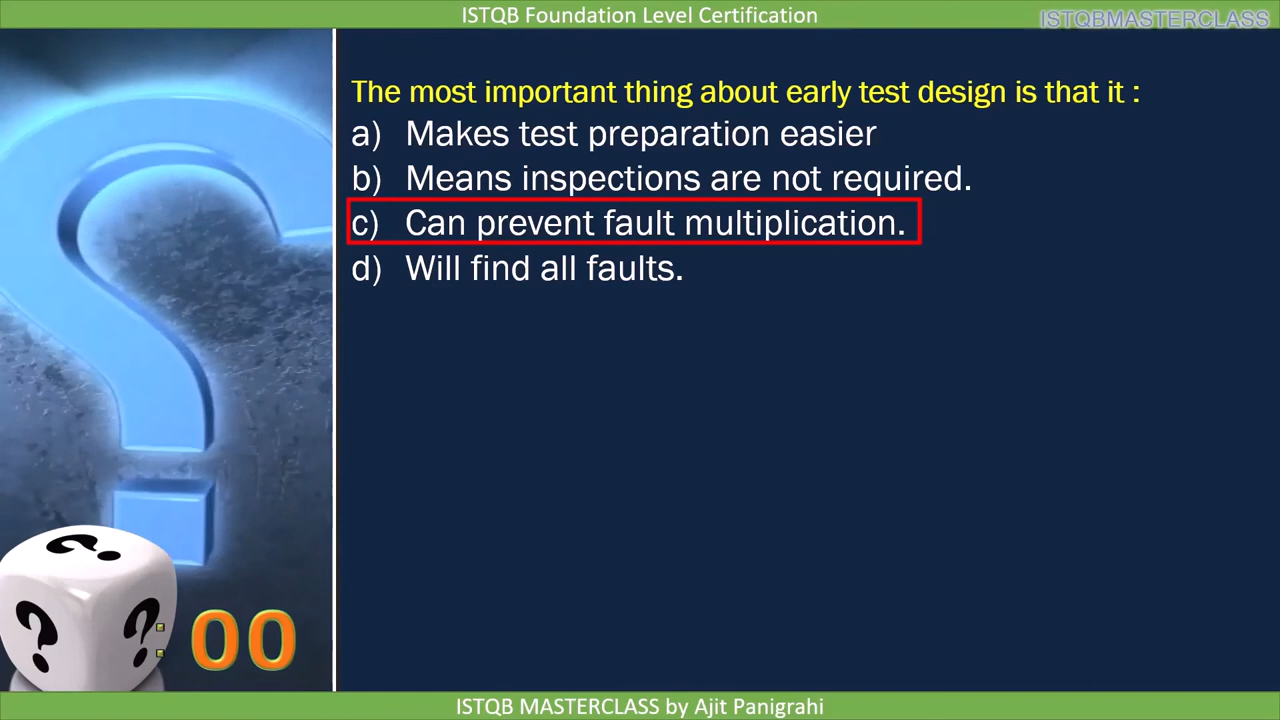 ISTQB Foundation Level Certification
ISTQBMASTERCLASS
The most important thing about early test design is that it :
a) Makes test preparation easier
b) Means inspections are not required.
c) Can prevent fault multiplication.
d) Will find all faults.
: 00
ISTQB MASTERCLASS by Ajit Panigrahi